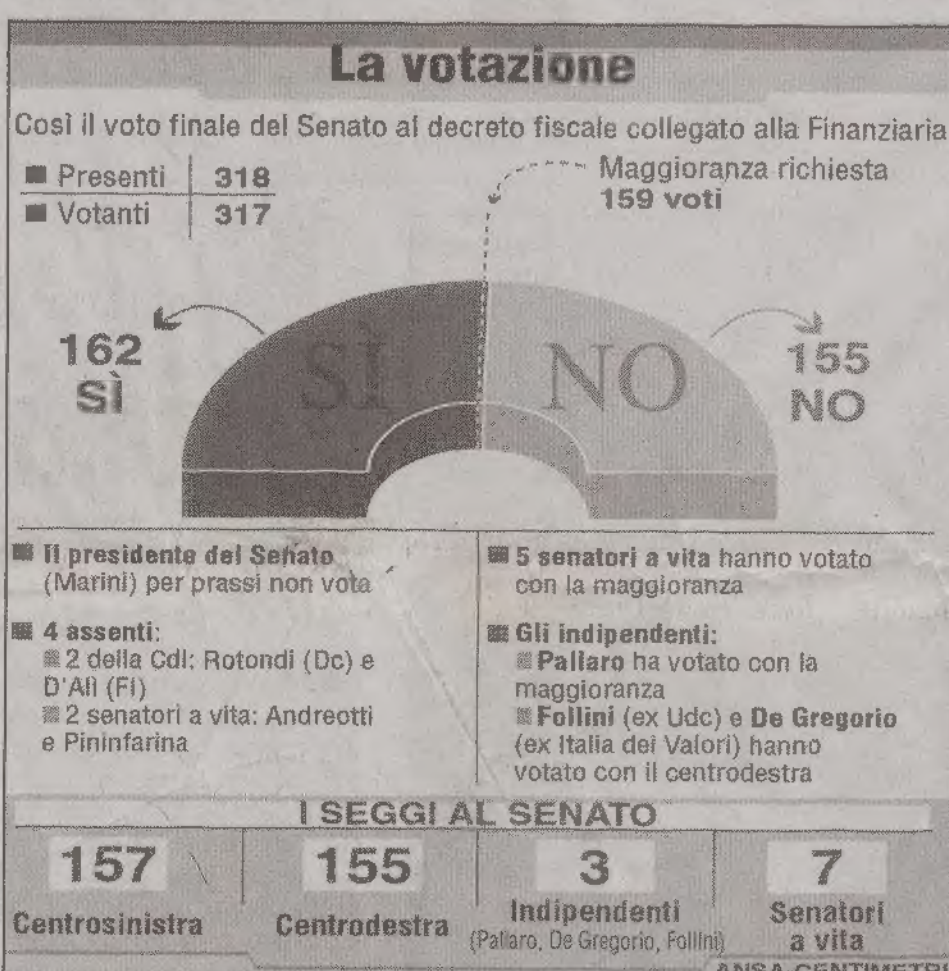 La votazione
Così il voto finale del Senato al decreto fiscale collegato alla Finanziaria
Presenti 318
Votanti 317
Maggioranza richiesta
159 voti
162
SÌ
SÌ
NO
155
NO
Il presidente del Senato
(Marini) per prassi non vota
4 assenti:
2 della Cdl: Rotondi (Dc) e
D'Alì (Fi)
2 senatori a vita: Andreotti
e Pininfarina
5 senatori a vita hanno votato
con la maggioranza
Gli indipendenti:
Pallaro ha votato con la
maggioranza
Follini (ex Udc) e De Gregorio
(ex Italia dei Valori) hanno
votato con il centrodestra
I SEGGI AL SENATO
157
Centrosinistra
155
Centrodestra
3
Indipendenti
(Pallaro, De Gregorio, Follini)
7
Senatori
a vita
ANSA-CENTIMETRI